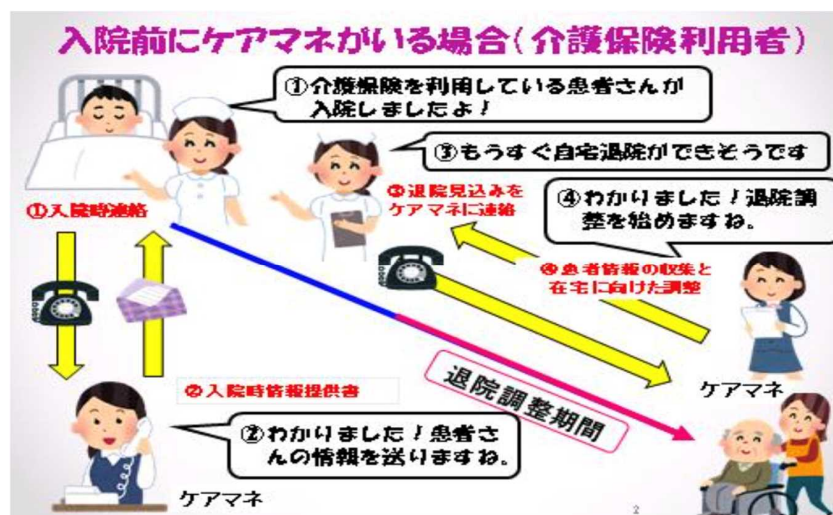 入院前にケアマネがいる場合(介護保険利用者)
①介護保険を利用している患者さんが
入院しましたよ!
③もうすぐ自宅退院ができそうです
①入院時連絡
③退院見込みを
ケアマネに連絡
④わかりました!退院調
整を始めますね。
④患者情報の収集と
在宅に向けた調整
ケアマネ
②入院時情報提供書
退院調整期間
②わかりました!患者さ
んの情報を送りますね。
ケアマネ
2